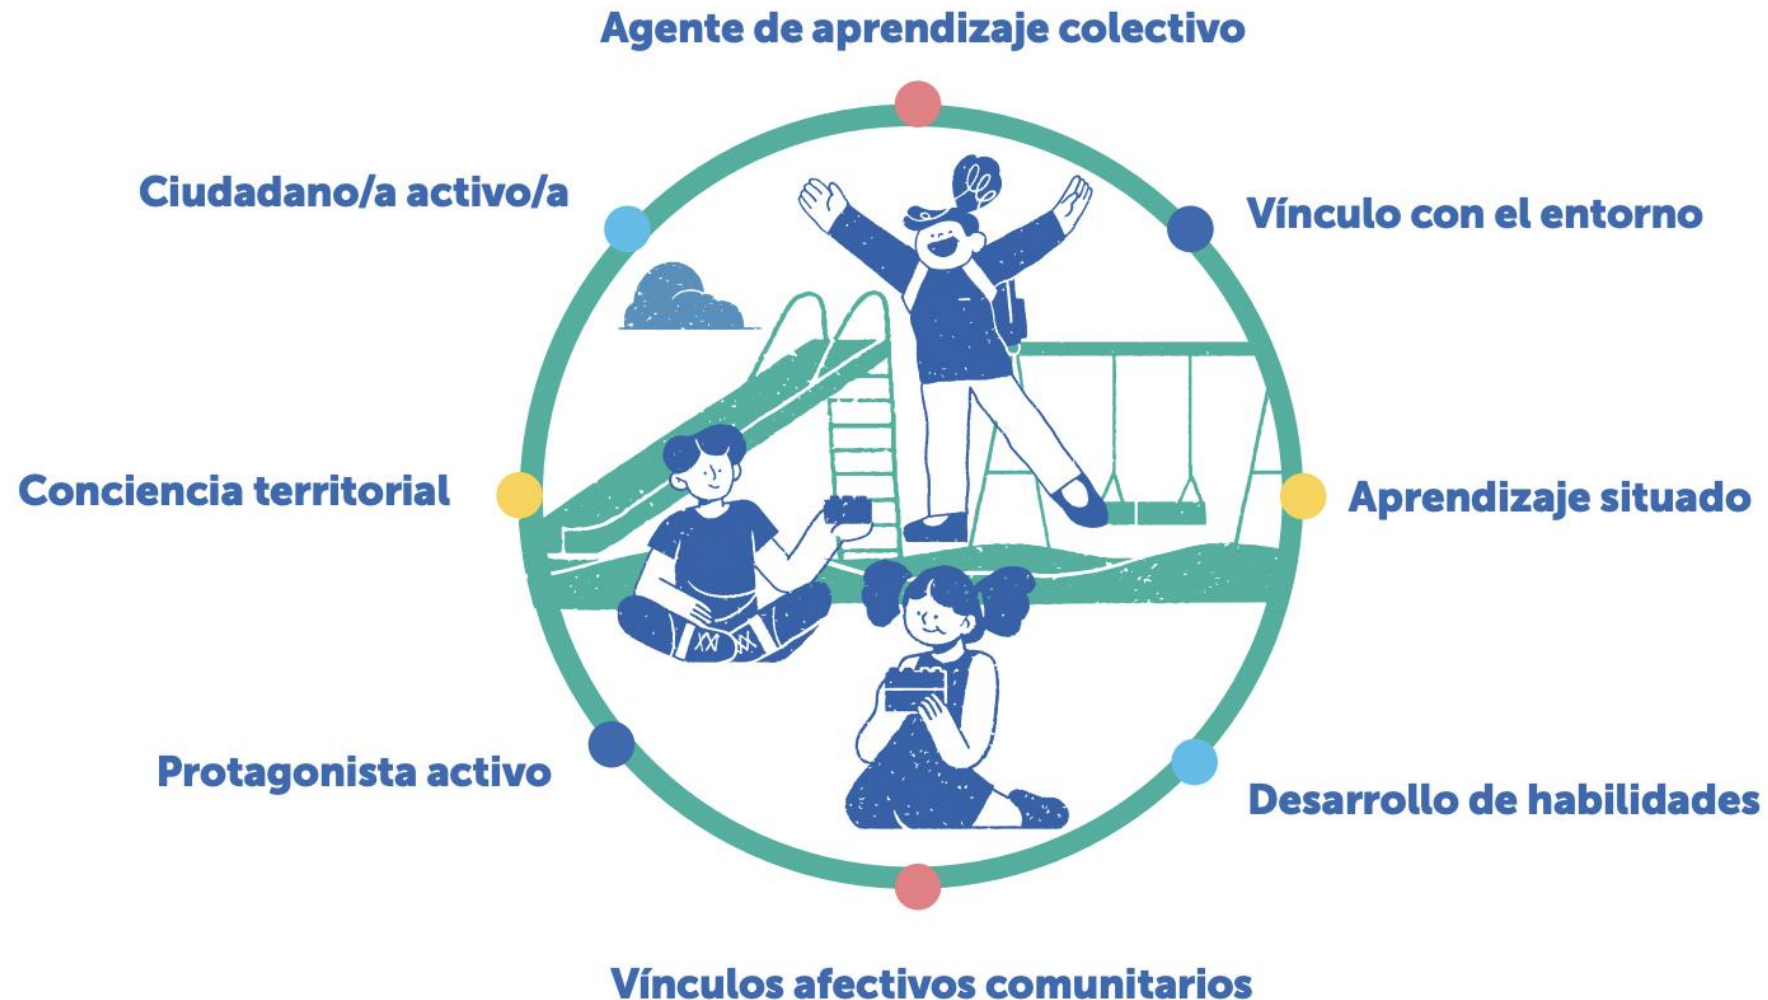 Agente de aprendizaje colectivo
Ciudadano/a activo/a
Vínculo con el entorno
Conciencia territorial
Aprendizaje situado
Protagonista activo
Desarrollo de habilidades
Vínculos afectivos comunitarios